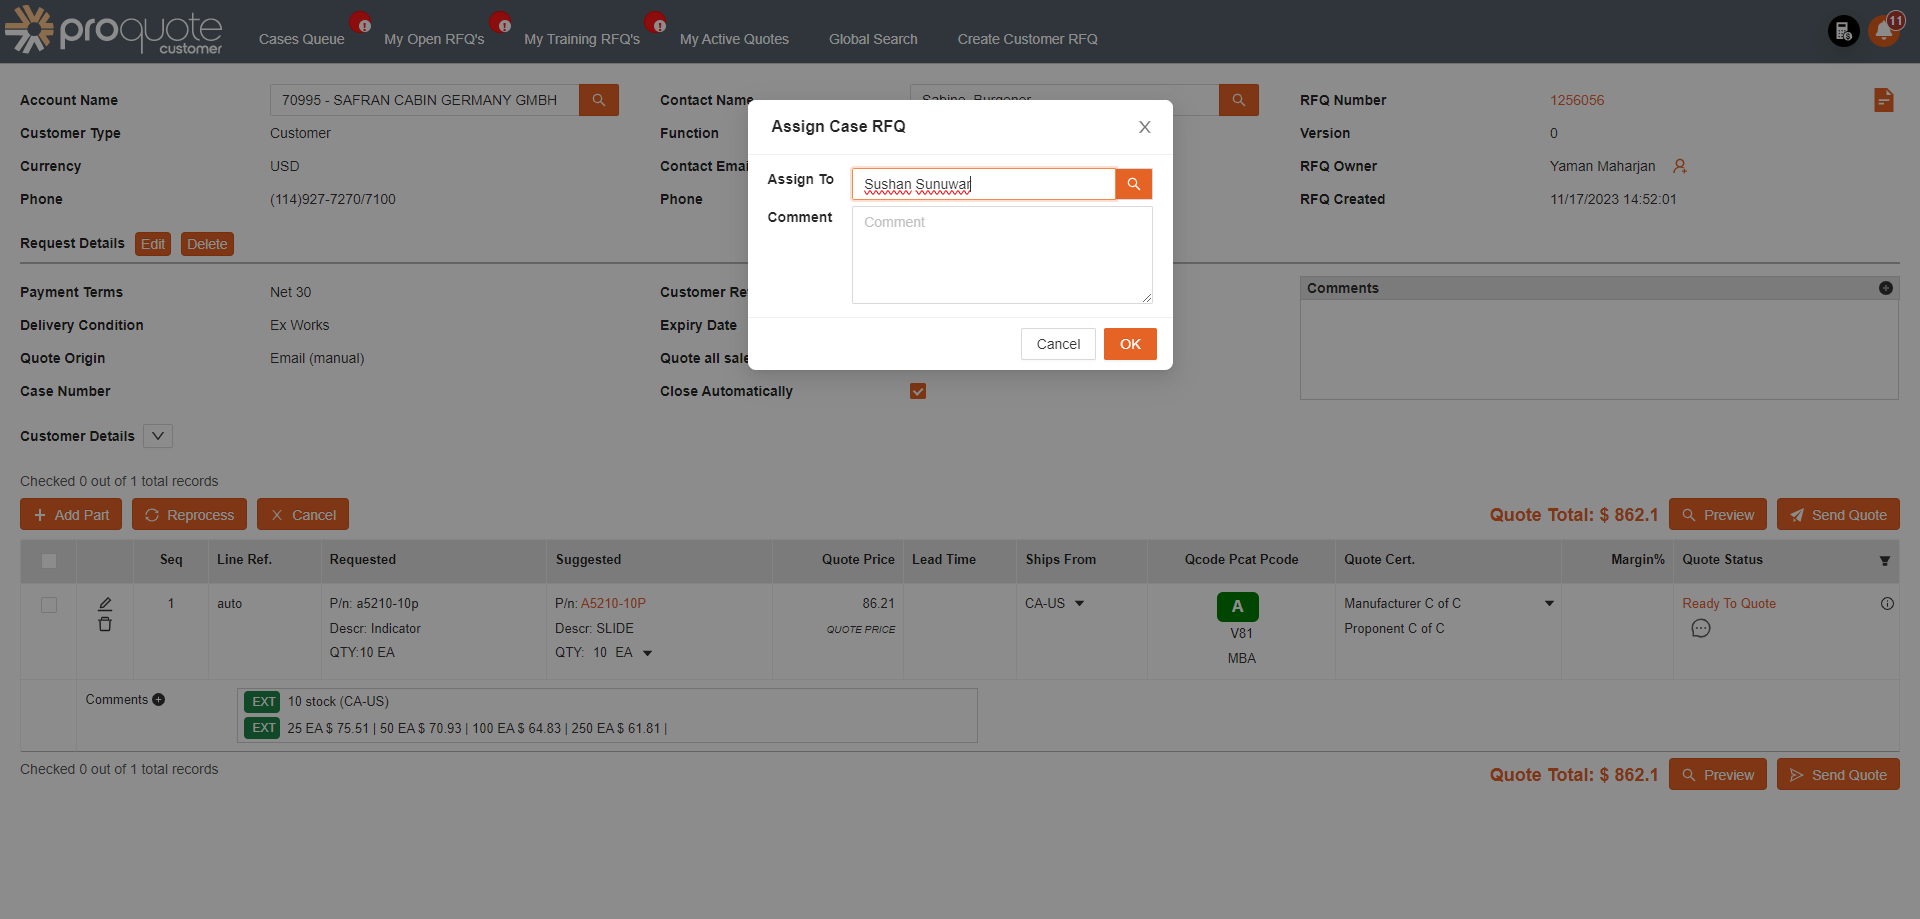 proquote
customer
Cases Queue
My Open RFQ's
My Training RFQ's
My Active Quotes
Global Search
Create Customer RFQ
11
Account Name
70995 - SAFRAN CABIN GERMANY GMBH
Contact Name
RFQ Number
1256056
Customer Type
Customer
Function
Version
0
Currency
USD
Contact Emai
RFQ Owner
Yaman Maharjan
Phone
(114)927-7270/7100
Phone
RFQ Created
11/17/2023 14:52:01
Assign Case RFQ
Assign To
Sushan Sunuwar
Comment
Comment
Cancel
OK
Request Details
Edit
Delete
Payment Terms
Net 30
Customer Re
Comments
Delivery Condition
Ex Works
Expiry Date
Quote Origin
Email (manual)
Quote all sale
Case Number
Close Automatically
Customer Details
Checked 0 out of 1 total records
Add Part
Reprocess
Cancel
Quote Total: $ 862.1
Preview
Send Quote
Seq
Line Ref.
Requested
Suggested
Quote Price
Lead Time
Ships From
Qcode Pcat Pcode
Quote Cert.
Margin%
Quote Status
1
auto
P/n: a5210-10p
Descr: Indicator
QTY:10 EA
P/n: A5210-10P
Descr: SLIDE
QTY: 10 EA
86.21
QUOTE PRICE
CA-US
A
V81
MBA
Manufacturer C of C
Proponent C of C
Ready To Quote
Comments
EXT 10 stock (CA-US)
EXT 25 EA $ 75.51 | 50 EA $ 70.93 | 100 EA $ 64.83 | 250 EA $ 61.81 |
Checked 0 out of 1 total records
Quote Total: $ 862.1
Preview
Send Quote